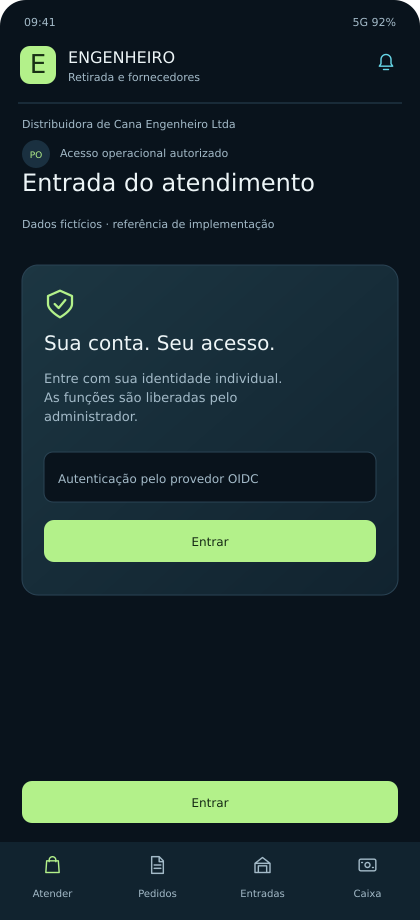 09:41 5G 92%
E ENGENHEIRO
Retirada e fornecedores
Distribuidora de Cana Engenheiro Ltda
PO Acesso operacional autorizado
Entrada do atendimento
Dados fictícios · referência de implementação
Sua conta. Seu acesso.
Entre com sua identidade individual.
As funções são liberadas pelo
administrador.
Autenticação pelo provedor OIDC
Entrar
Entrar
Atender Pedidos Entradas Caixa